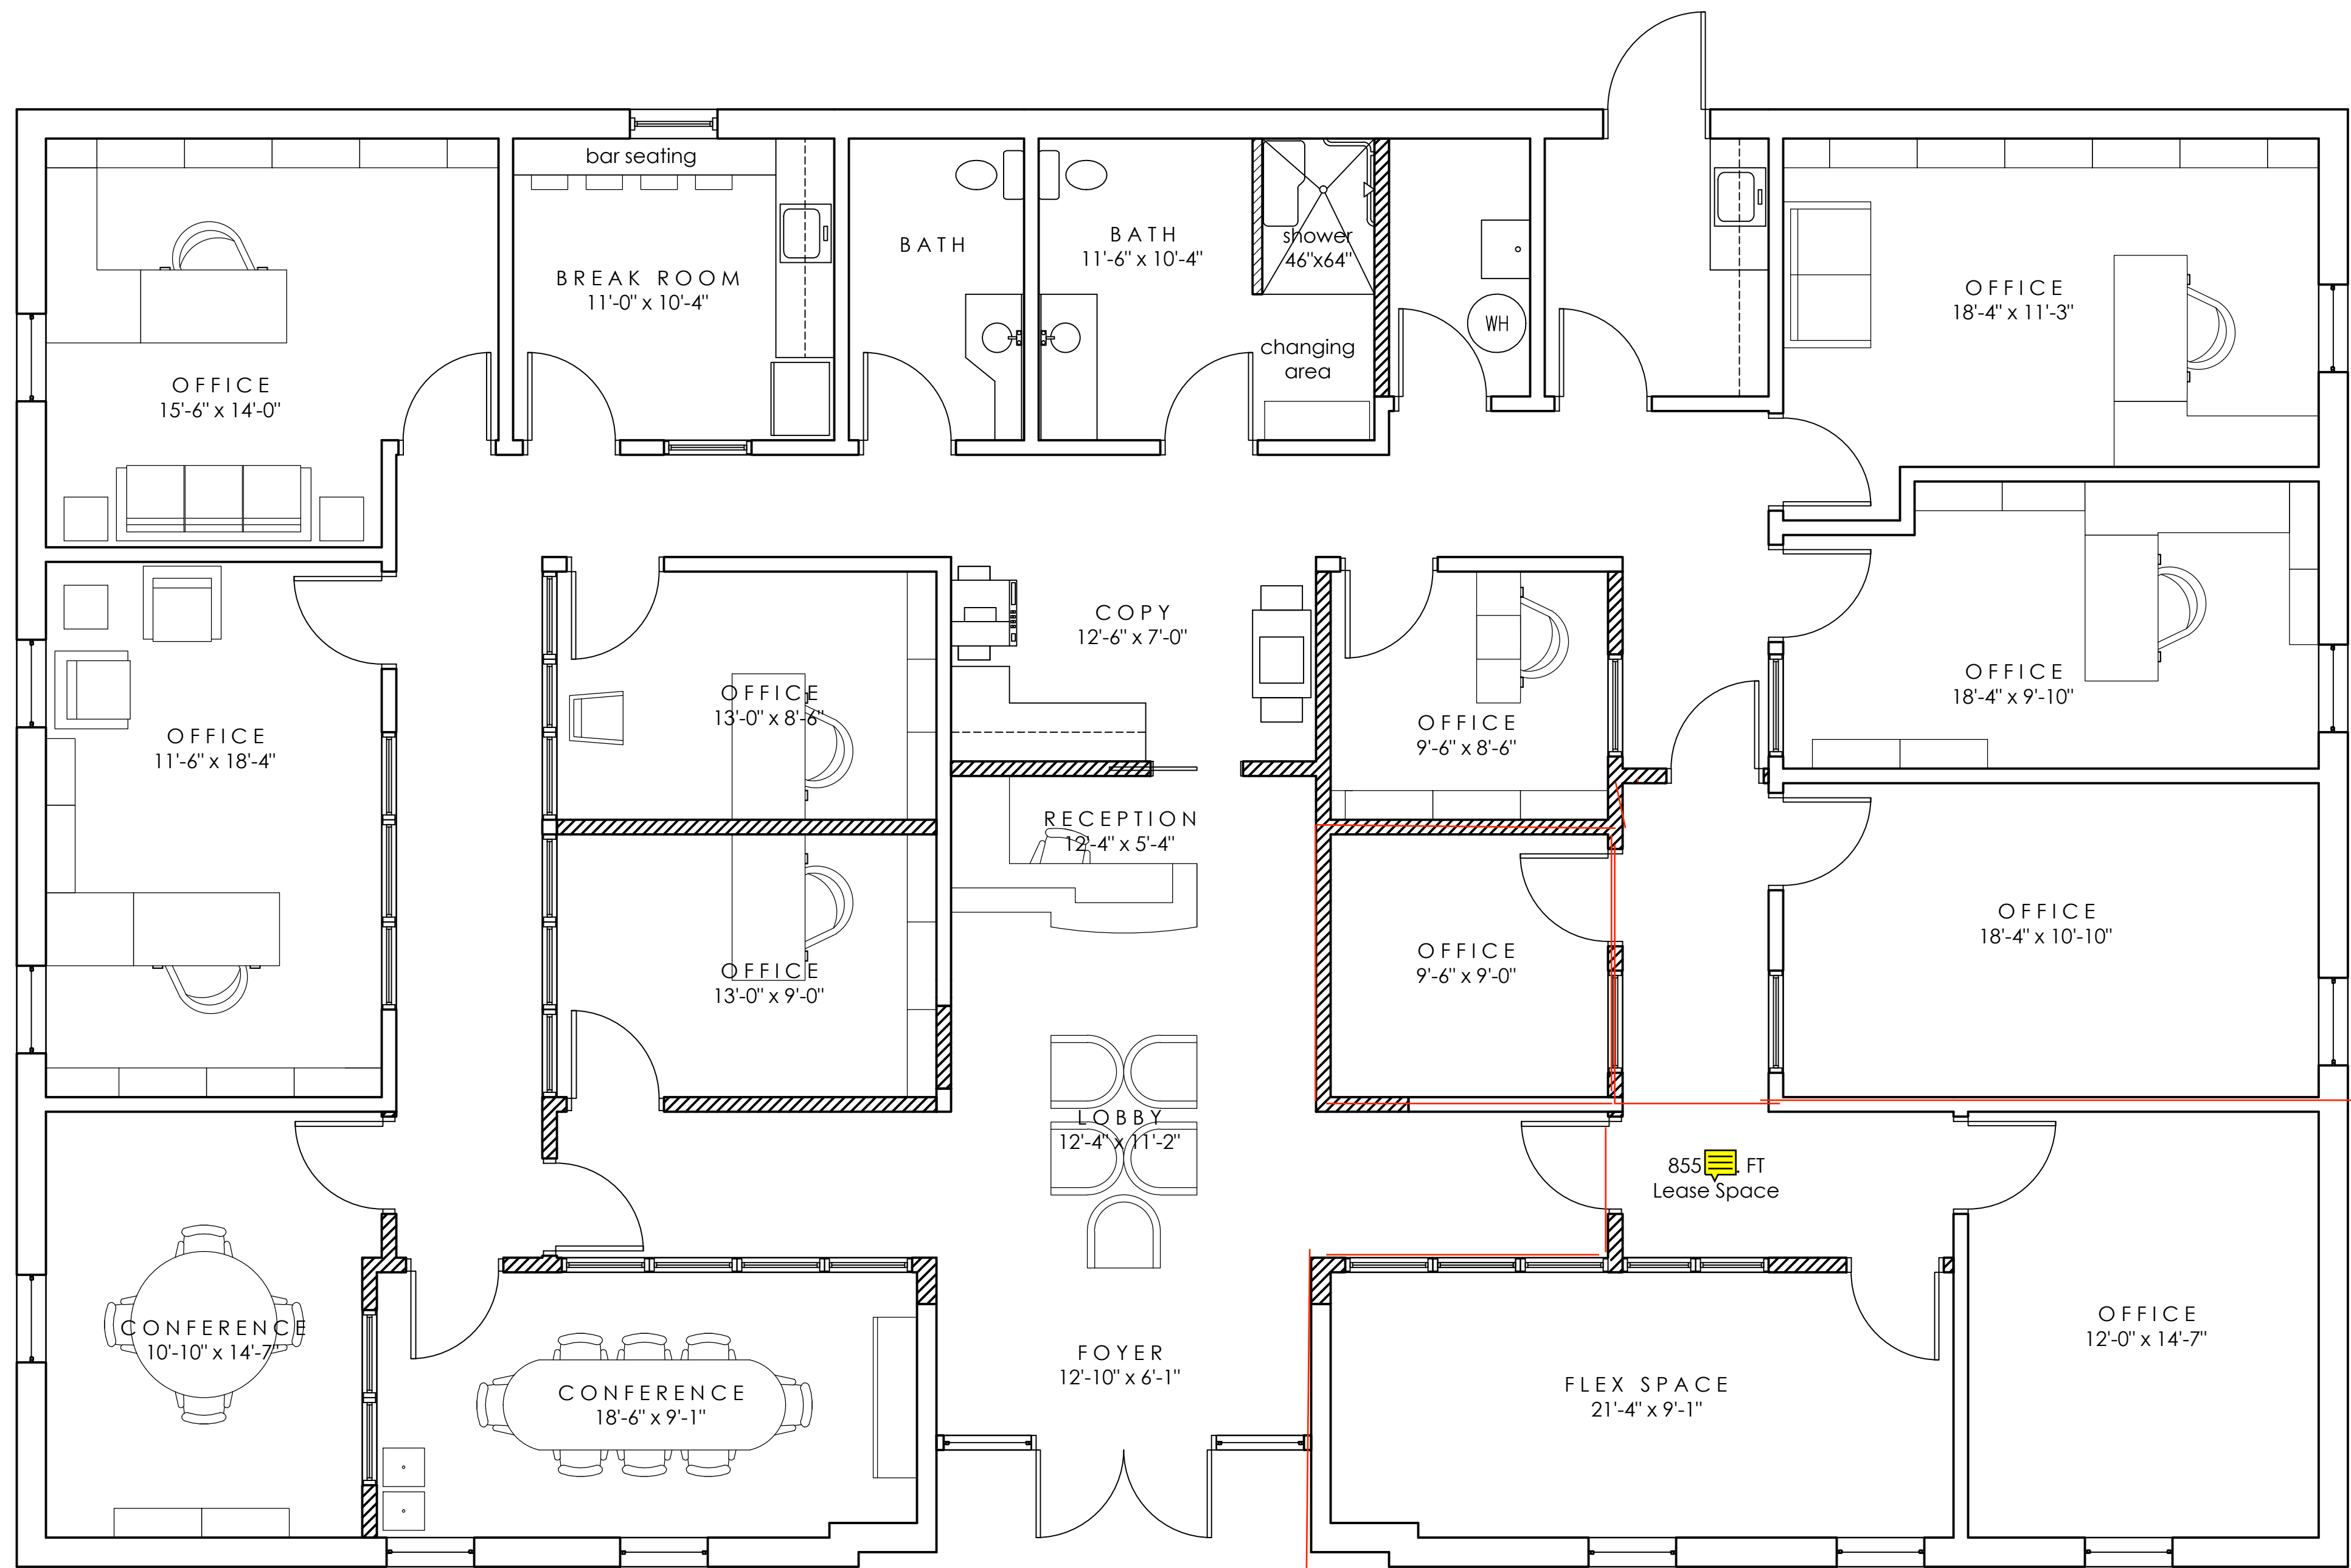 bar seating
BREAK ROOM
11'-0" x 10'-4"
BATH
BATH
11'-6" x 10'-4"
shower
46"x64"
changing
area
WH
OFFICE
18'-4" x 11'-3"
OFFICE
15'-6" x 14'-0"
OFFICE
11'-6" x 18'-4"
OFFICE
13'-0" x 8'-6"
COPY
12'-6" x 7'-0"
OFFICE
9'-6" x 8'-6"
OFFICE
18'-4" x 9'-10"
RECEPTION
12'-4" x 5'-4"
OFFICE
13'-0" x 9'-0"
OFFICE
9'-6" x 9'-0"
OFFICE
18'-4" x 10'-10"
LOBBY
12'-4" x 11'-2"
855 . FT
Lease Space
CONFERENCE
10'-10" x 14'-7"
CONFERENCE
18'-6" x 9'-1"
FOYER
12'-10" x 6'-1"
FLEX SPACE
21'-4" x 9'-1"
OFFICE
12'-0" x 14'-7"